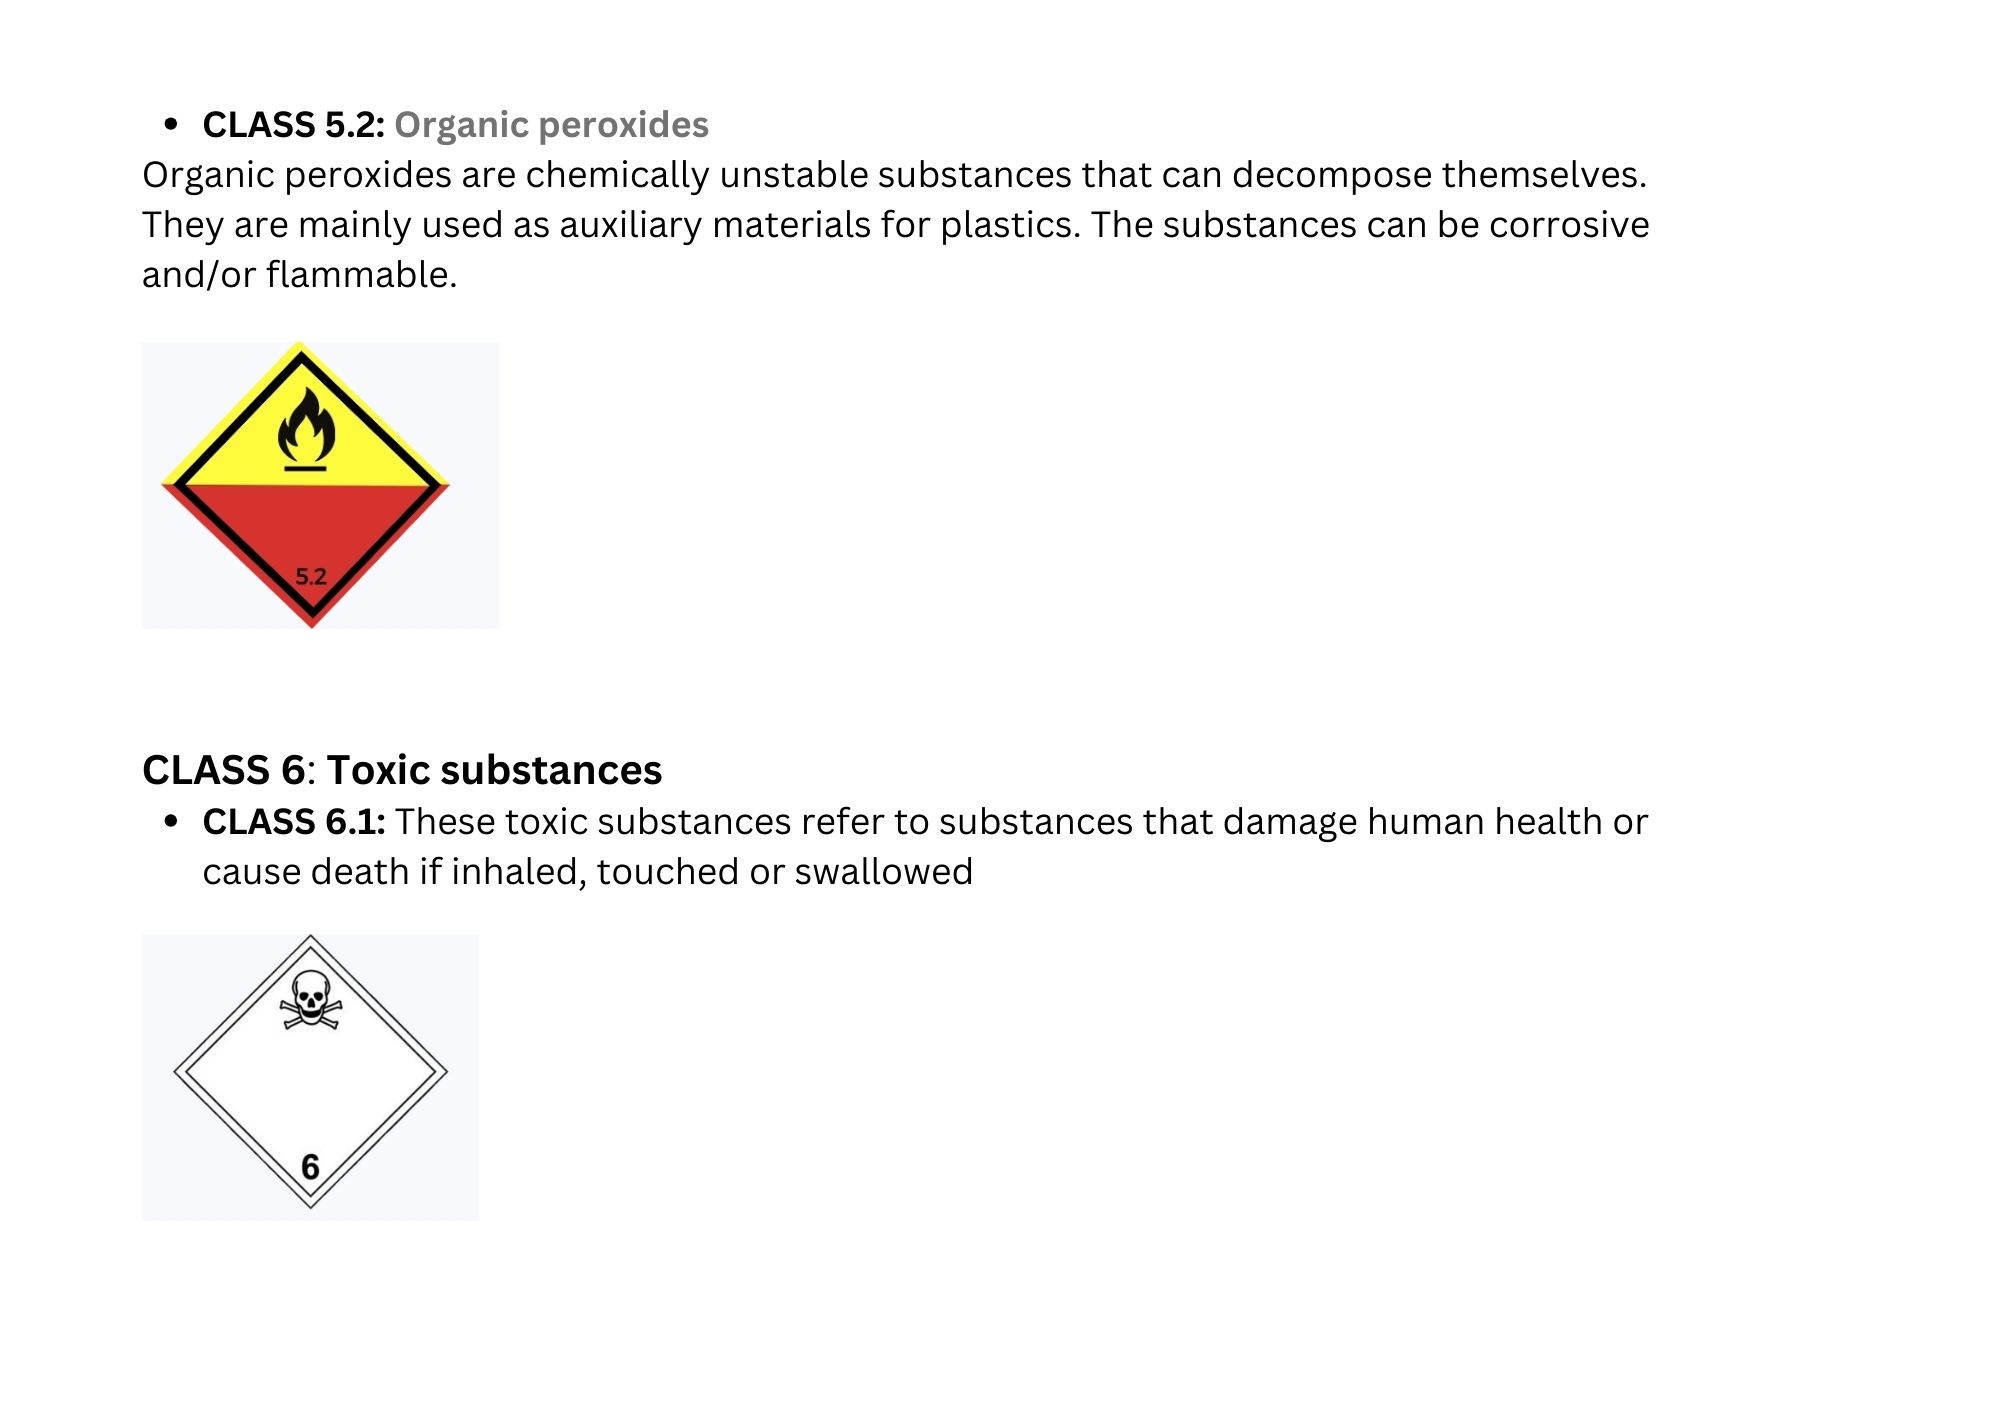 • CLASS 5.2: Organic peroxides
Organic peroxides are chemically unstable substances that can decompose themselves.
They are mainly used as auxiliary materials for plastics. The substances can be corrosive
and/or flammable.
5.2
CLASS 6: Toxic substances
• CLASS 6.1: These toxic substances refer to substances that damage human health or
cause death if inhaled, touched or swallowed
6